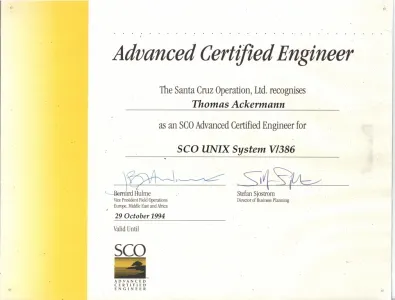 Advanced Certified Engineer
The Santa Cruz Operation, Ltd. recognises
Thomas Ackermann
as an SCO Advanced Certified Engineer for
SCO UNIX System V/386
Bernard Hulme
Vice President Field Operations
Europe, Middle East and Africa
Stefan Sjostrom
Director of Business Planning
29 October 1994
Valid Until
SCO
ADVANCED
CERTIFIED
ENGINEER